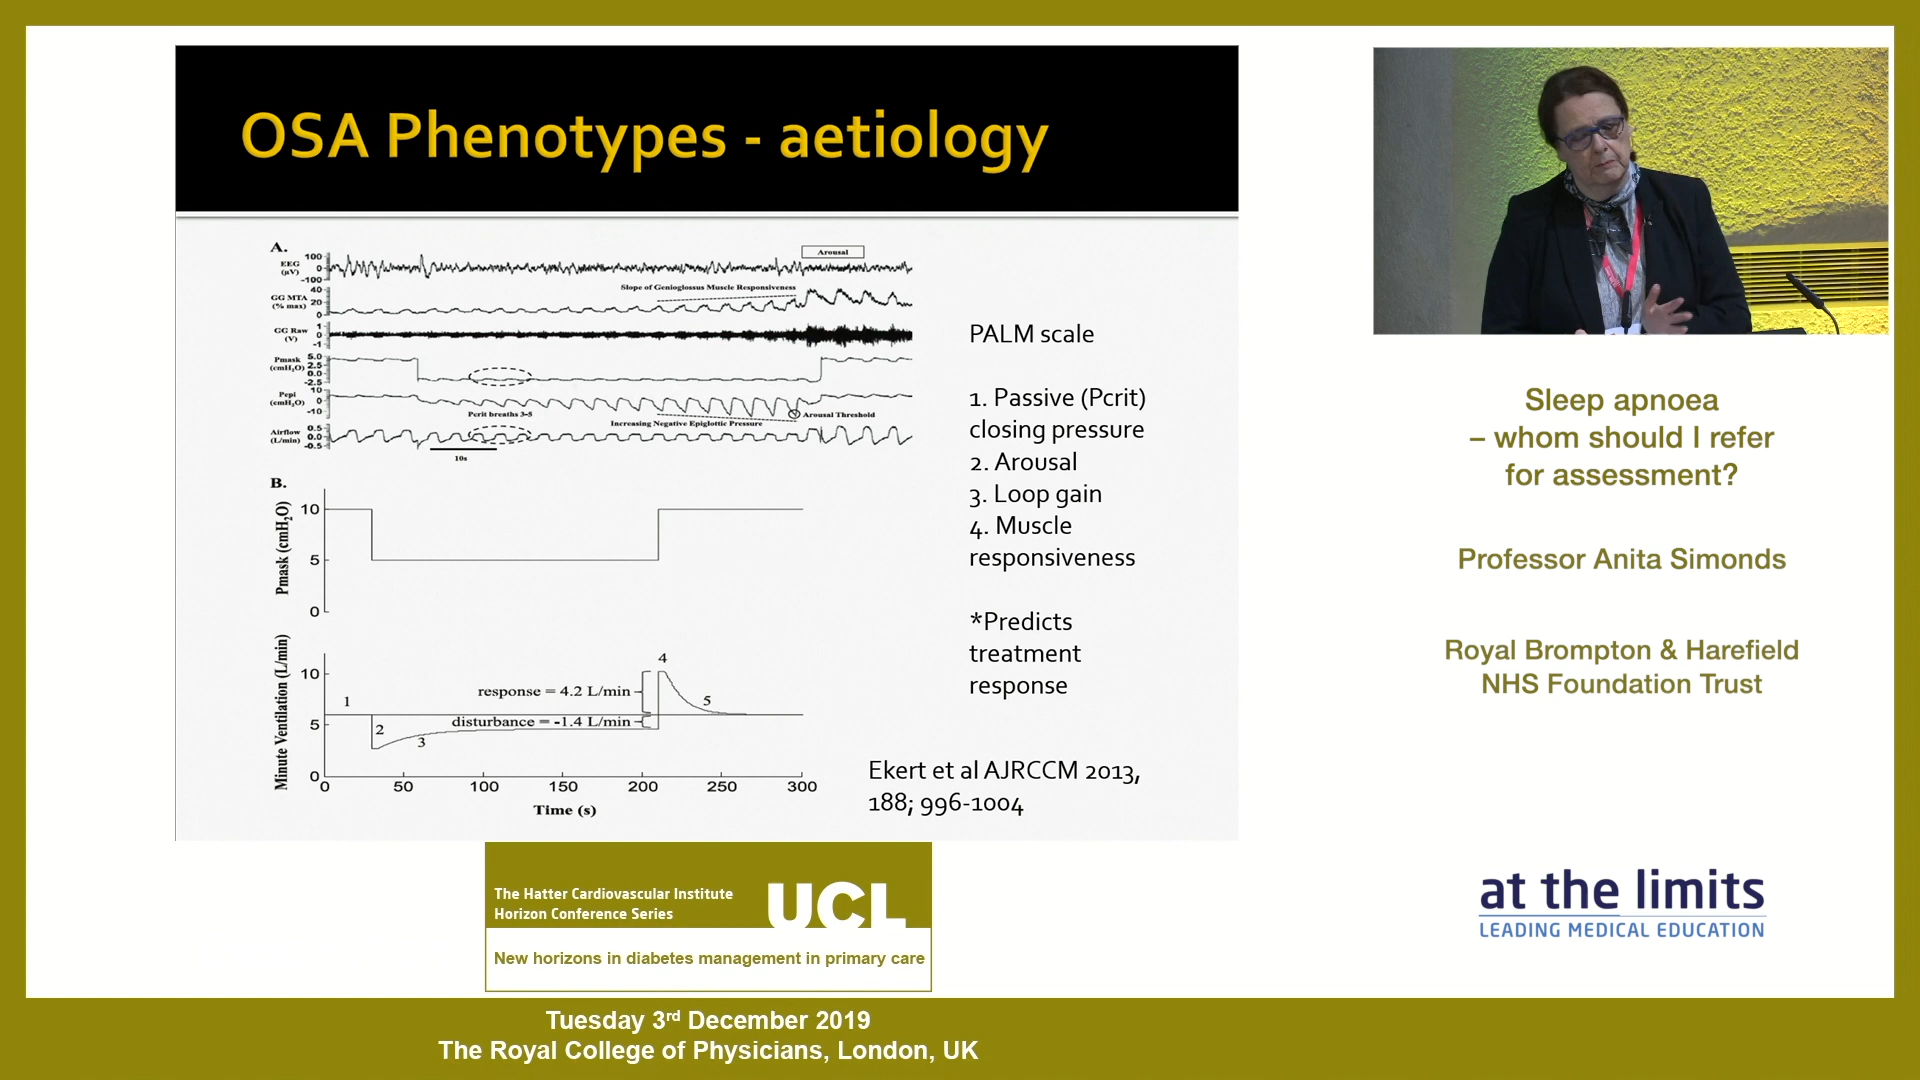 OSA Phenotypes - aetiology
A.
EEG
(µV)
100
0
-100
Arousal
GG MTA
(% max)
40
20
0
Slope of Genioglossus Muscle Responsiveness
GG Raw
(V)
1
0
-1
Pmask
(cmH2O)
5.0
2.5
0.0
-2.5
Pepi
(cmH2O)
10
0
-10
Pcrit breaths 3-5
Arousal Threshold
Increasing Negative Epiglottic Pressure
Airflow
(L/min)
0.5
0.0
-0.5
10s
B.
Pmask (cmH2O)
10
5
0
Minute Ventilation (L/min)
10
5
0
1
2
3
4
5
response = 4.2 L/min
disturbance = -1.4 L/min
0 50 100 150 200 250 300
Time (s)
PALM scale
1. Passive (Pcrit)
closing pressure
2. Arousal
3. Loop gain
4. Muscle
responsiveness
*Predicts
treatment
response
Ekert et al AJRCCM 2013,
188; 996-1004
Sleep apnoea
– whom should I refer
for assessment?
Professor Anita Simonds
Royal Brompton & Harefield
NHS Foundation Trust
at the limits
LEADING MEDICAL EDUCATION
The Hatter Cardiovascular Institute
Horizon Conference Series
UCL
New horizons in diabetes management in primary care
Tuesday 3rd December 2019
The Royal College of Physicians, London, UK